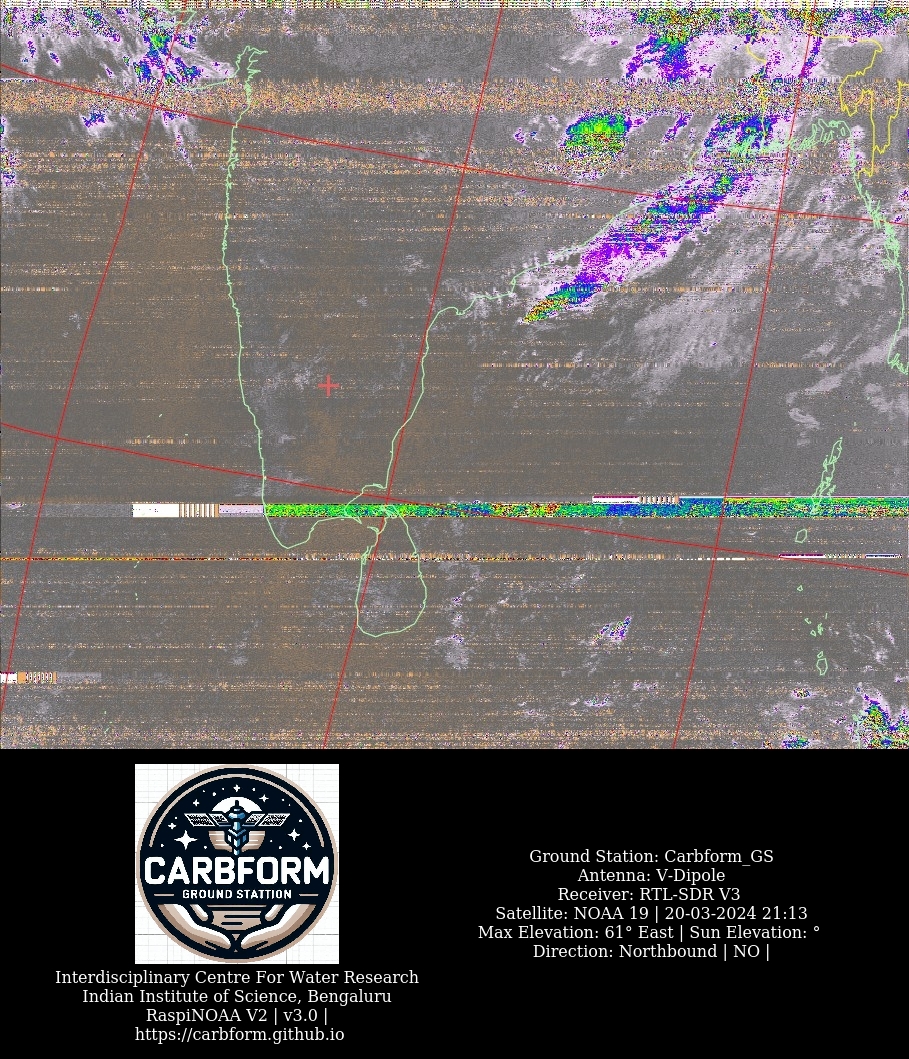 CARBFORM
GROUND STATTION
Interdisciplinary Centre For Water Research
Indian Institute of Science, Bengaluru
RaspiNOAA V2 | v3.0 |
https://carbform.github.io
Ground Station: Carbform_GS
Antenna: V-Dipole
Receiver: RTL-SDR V3
Satellite: NOAA 19 | 20-03-2024 21:13
Max Elevation: 61° East | Sun Elevation: °
Direction: Northbound | NO |